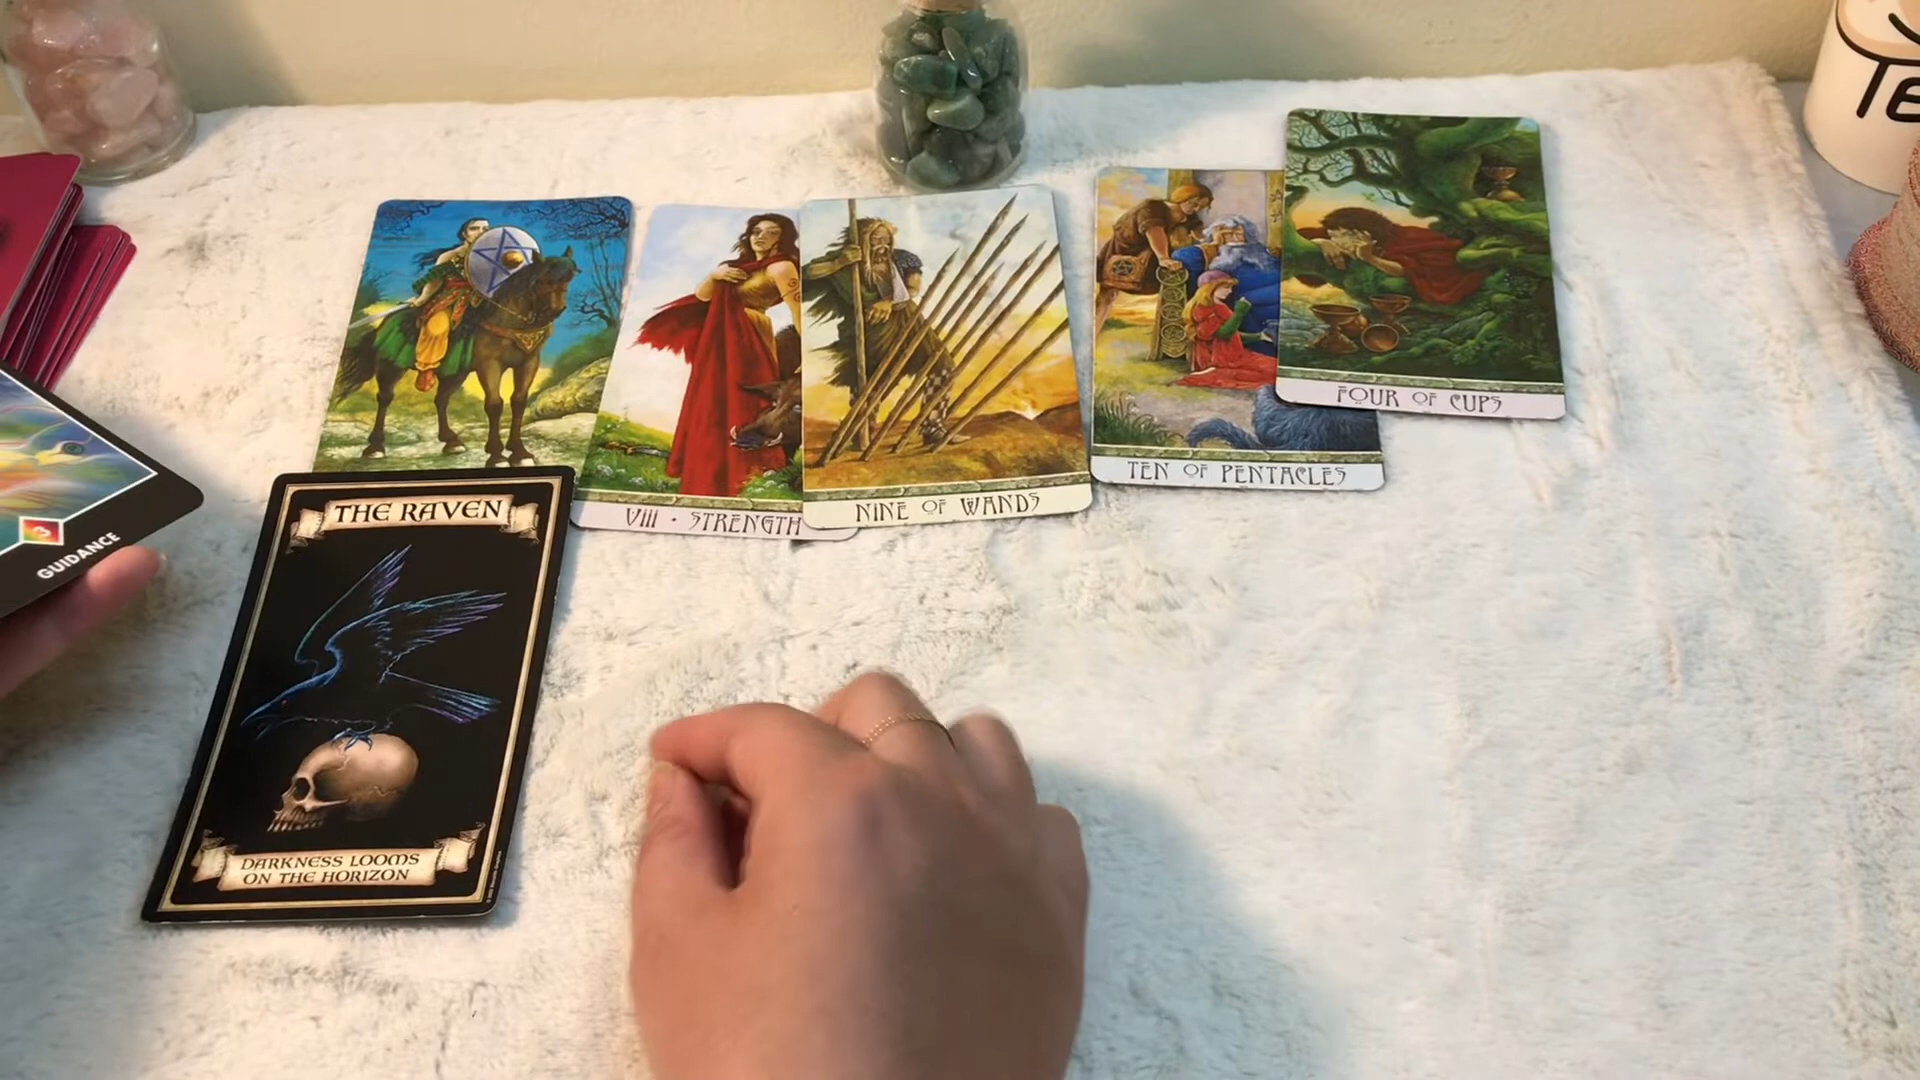 FOUR OF CUPS
TEN OF PENTACLES
VIII · STRENGTH
NINE OF WANDS
THE RAVEN
GUIDANCE
DARKNESS LOOMS
ON THE HORIZON